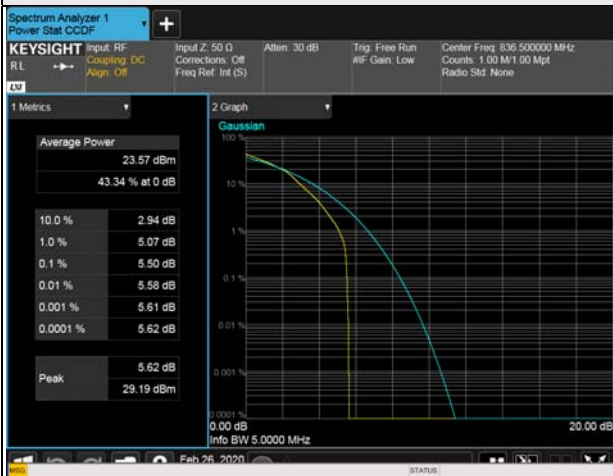 Spectrum Analyzer 1
Power Stat CCDF
KEYSIGHT
RL
LXI
Input: RF
Coupling: DC
Align: Off
Input Z: 50 Ω
Corrections: Off
Freq Ref: Int (S)
Atten: 30 dB
Trig: Free Run
#IF Gain: Low
Center Freq: 836.500000 MHz
Counts: 1.00 M/1.00 Mpt
Radio Std: None
1 Metrics
Average Power
23.57 dBm
43.34 % at 0 dB
10.0 % 2.94 dB
1.0 % 5.07 dB
0.1 % 5.50 dB
0.01 % 5.58 dB
0.001 % 5.61 dB
0.0001 % 5.62 dB
Peak 5.62 dB
29.19 dBm
2 Graph
Gaussian
100 %
10 %
1 %
0.1 %
0.01 %
0.001 %
0.0001 %
0.00 dB 20.00 dB
Info BW 5.0000 MHz
Feb 26, 2020
MSG STATUS